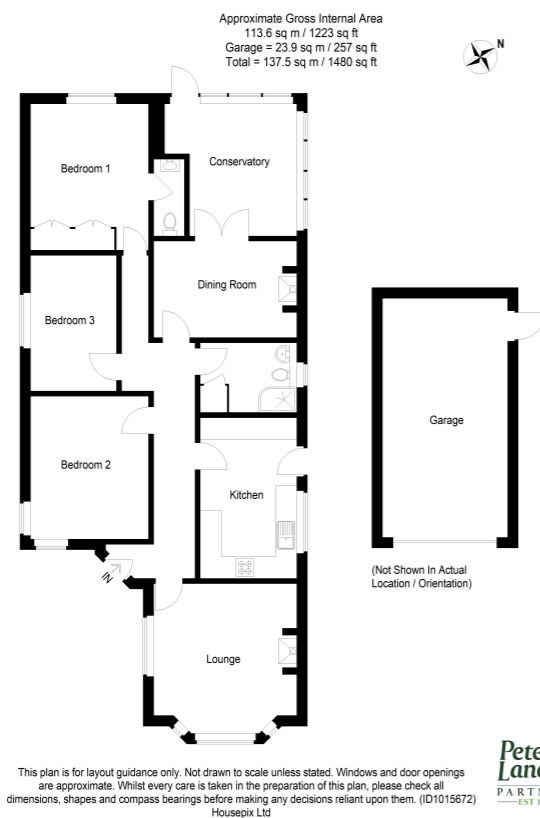 Approximate Gross Internal Area
113.6 sq m / 1223 sq ft
Garage = 23.9 sq m / 257 sq ft
Total = 137.5 sq m / 1480 sq ft
N
Bedroom 1
Conservatory
Dining Room
Bedroom 3
Garage
Bedroom 2
Kitchen
IN
(Not Shown In Actual
Location / Orientation)
Lounge
This plan is for layout guidance only. Not drawn to scale unless stated. Windows and door openings
are approximate. Whilst every care is taken in the preparation of this plan, please check all
dimensions, shapes and compass bearings before making any decisions reliant upon them. (ID1015672)
Housepix Ltd